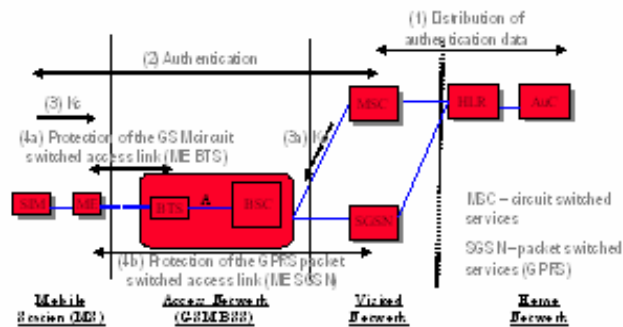 (1) Distribution of
authentication data
(2) Authentication
(3) Kc
MSC
HLR
AuC
(4a) Protection of the GSM circuit
switched access link (ME BTS)
(3a) Kc
SIM
ME
BTS
A
BSC
SGSN
MSC – circuit switched
services
SGSN – packet switched
services (GPRS)
(4b) Protection of the GPRS packet
switched access link (ME SGSN)
Mobile
Station (MS)
Access Network
(GSM BSS)
Visited
Network
Home
Network